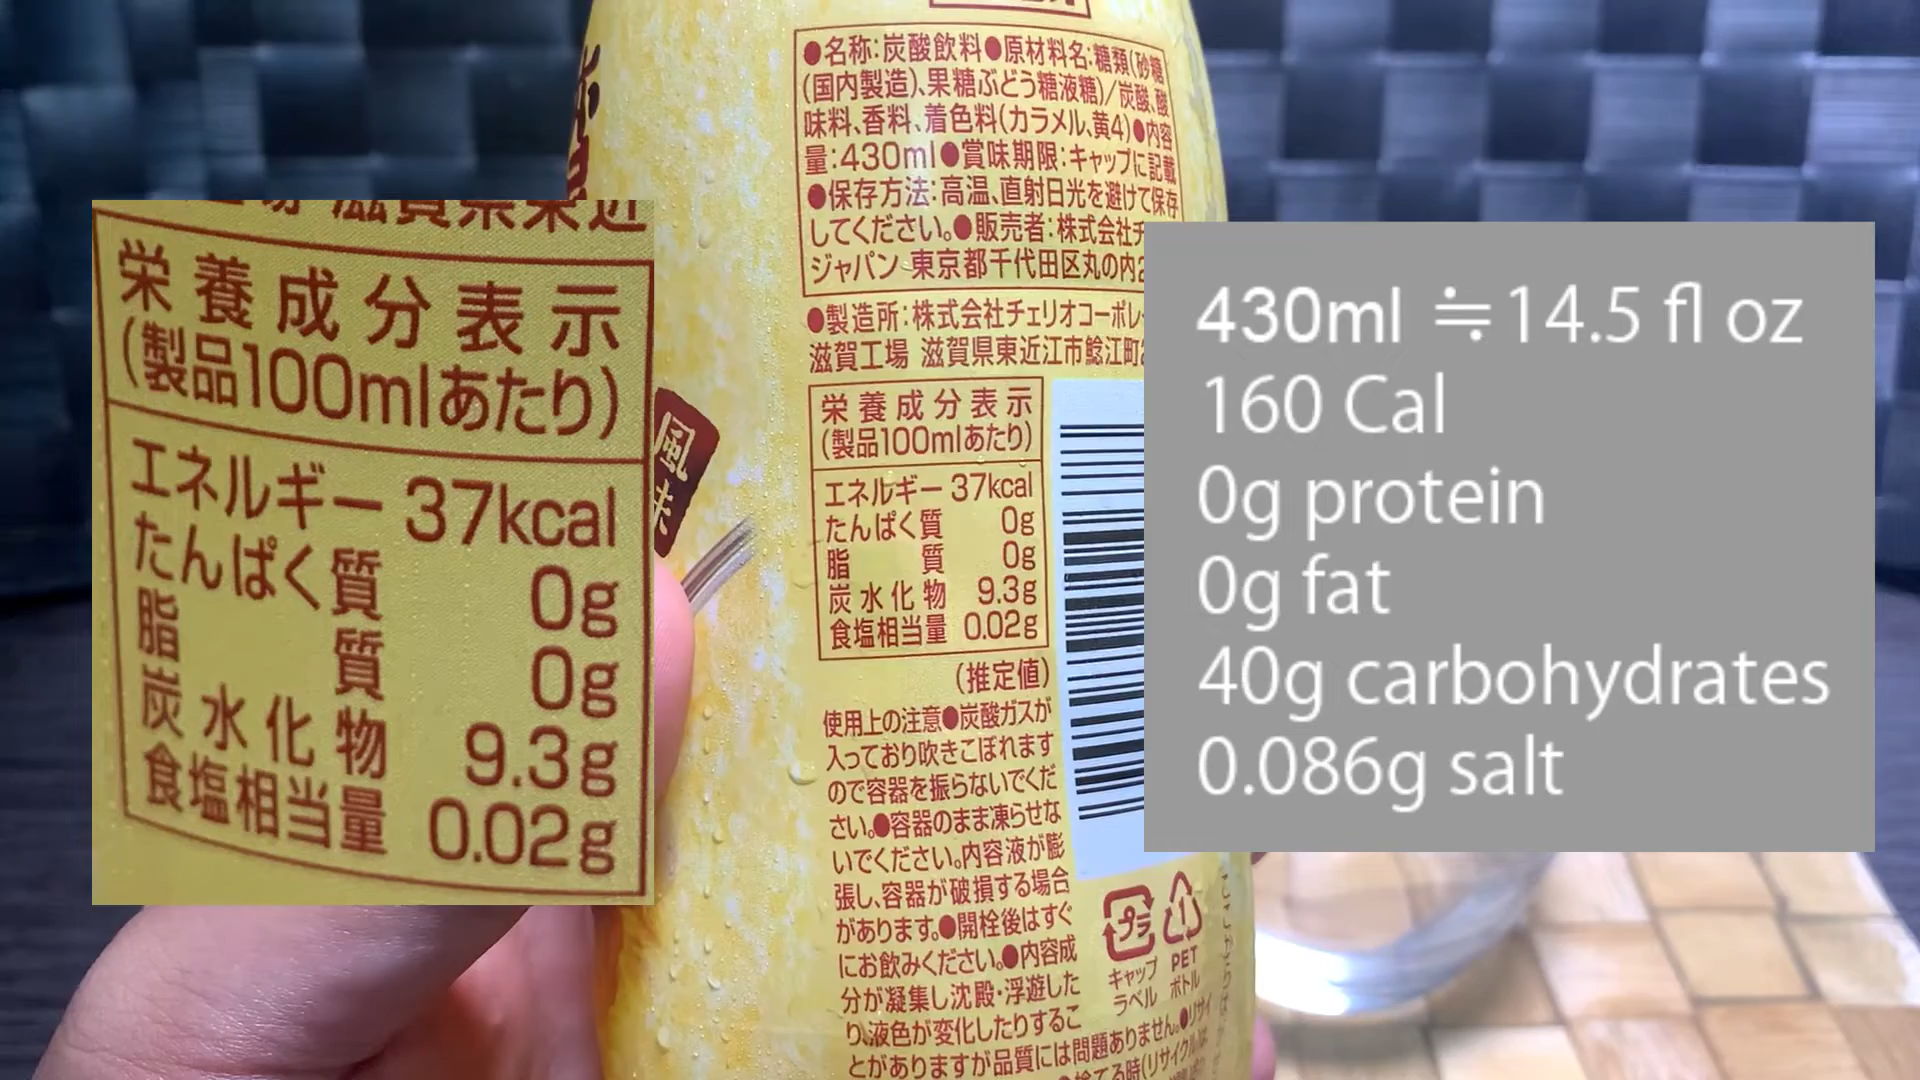 ●名称:炭酸飲料●原材料名:糖類(砂糖
(国内製造)、果糖ぶどう糖液糖)/炭酸、酸
味料、香料、着色料(カラメル、黄4)●内容
量:430ml●賞味期限:キャップに記載
●保存方法:高温、直射日光を避けて保存
してください。●販売者:株式会社チ
ジャパン 東京都千代田区丸の内2
●製造所:株式会社チェリオコーポレー
滋賀工場 滋賀県東近江市鯰江町
栄養成分表示
(製品100mlあたり)
エネルギー 37kcal
たんぱく質 0g
脂質 0g
炭水化物 9.3g
食塩相当量 0.02g
(推定値)
使用上の注意●炭酸ガスが
入っており吹きこぼれます
ので容器を振らないでくだ
さい。●容器のまま凍らせな
いでください。内容液が膨
張し、容器が破損する場合
があります。●開栓後はすぐ
にお飲みください。●内容成
分が凝集し沈殿・浮遊した
り、液色が変化したりするこ
とがありますが品質には問題ありません。●リサイ
捨てる時(リサイクル)は
風味
プラ
キャップ
ラベル
1
PET
ボトル
滋賀県東近
栄養成分表示
(製品100mlあたり)
エネルギー 37kcal
たんぱく質 0g
脂質 0g
炭水化物 9.3g
食塩相当量 0.02g
430ml ≒14.5 fl oz
160 Cal
0g protein
0g fat
40g carbohydrates
0.086g salt